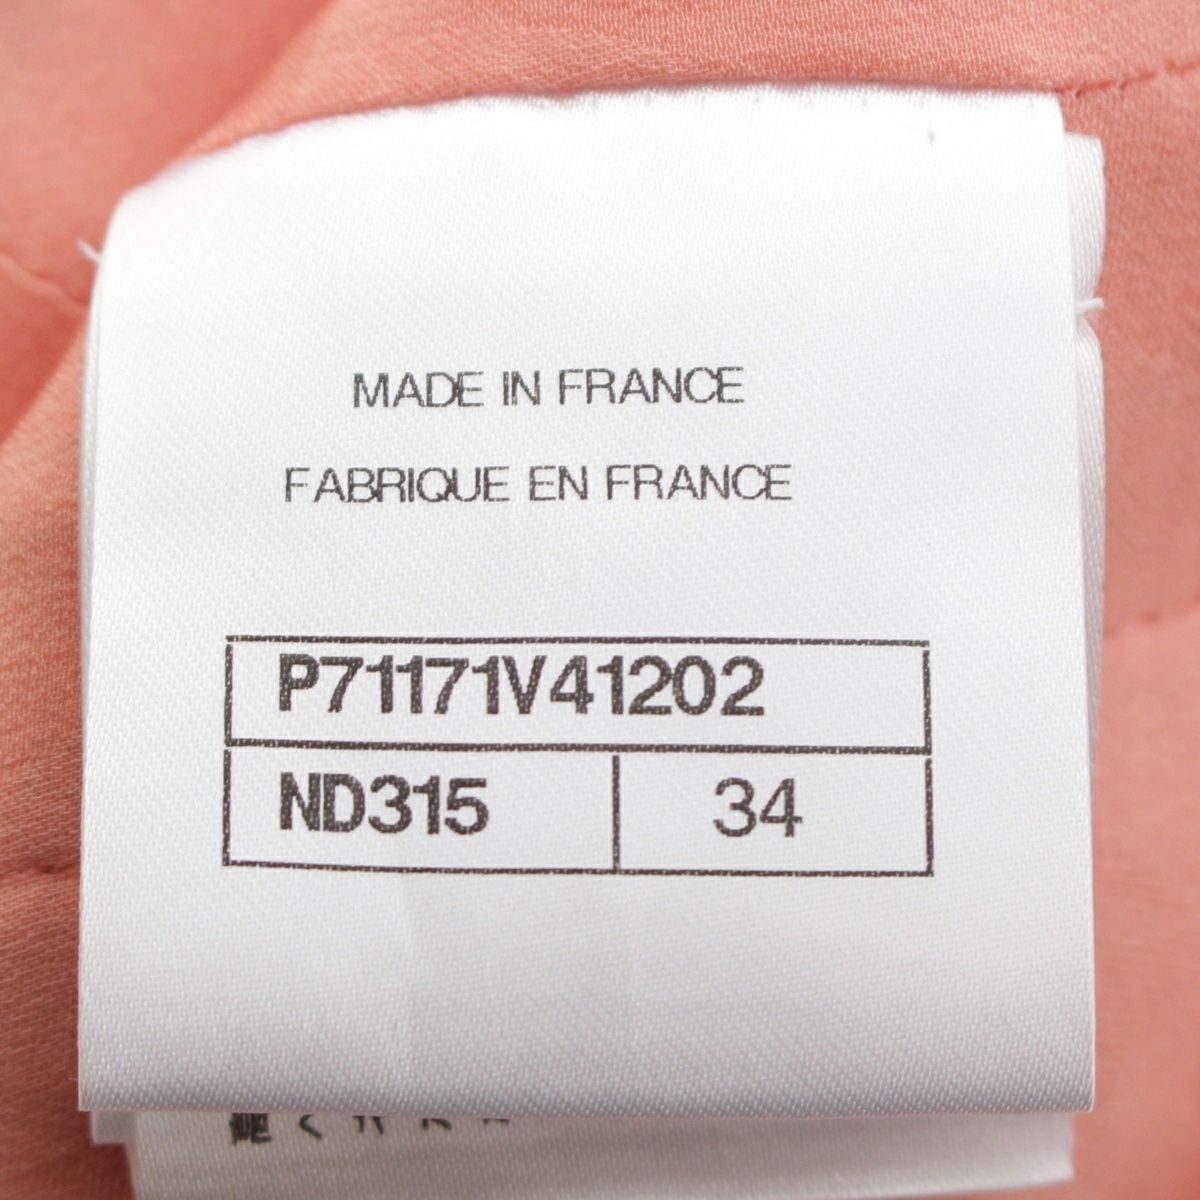 MADE IN FRANCE
FABRIQUE EN FRANCE
P71171V41202
ND315 34